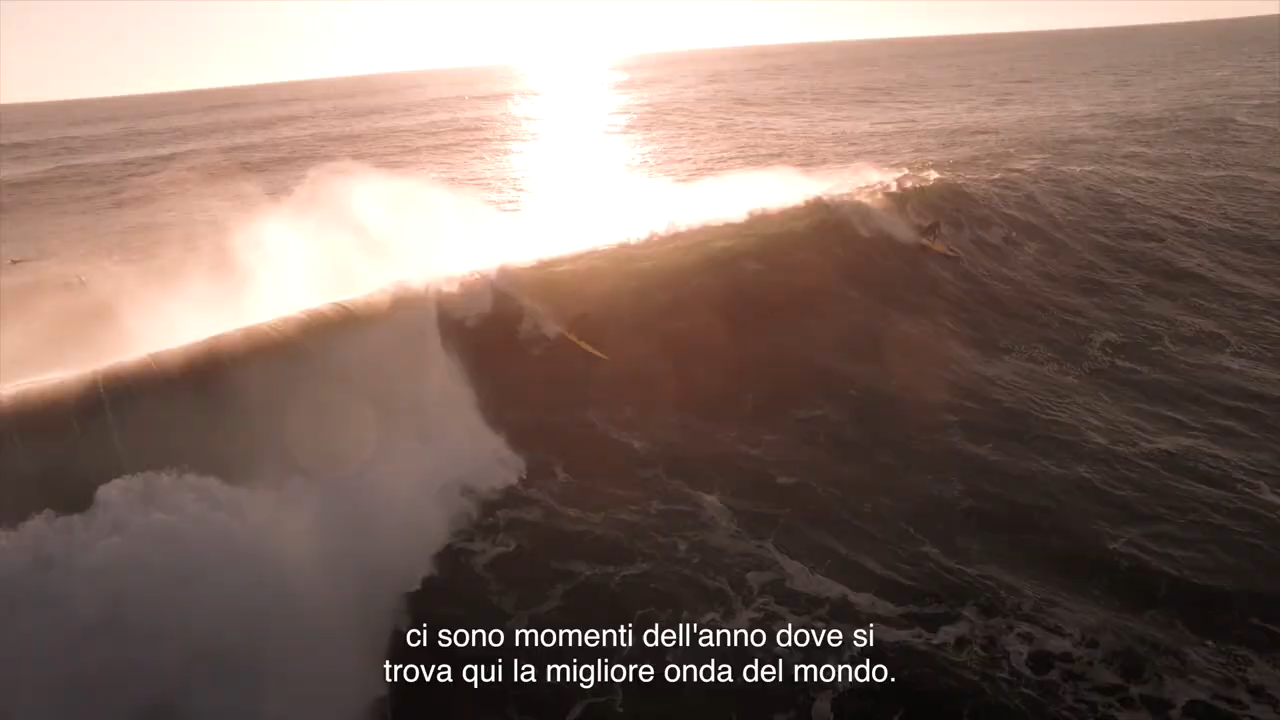 ci sono momenti dell'anno dove si
trova qui la migliore onda del mondo.